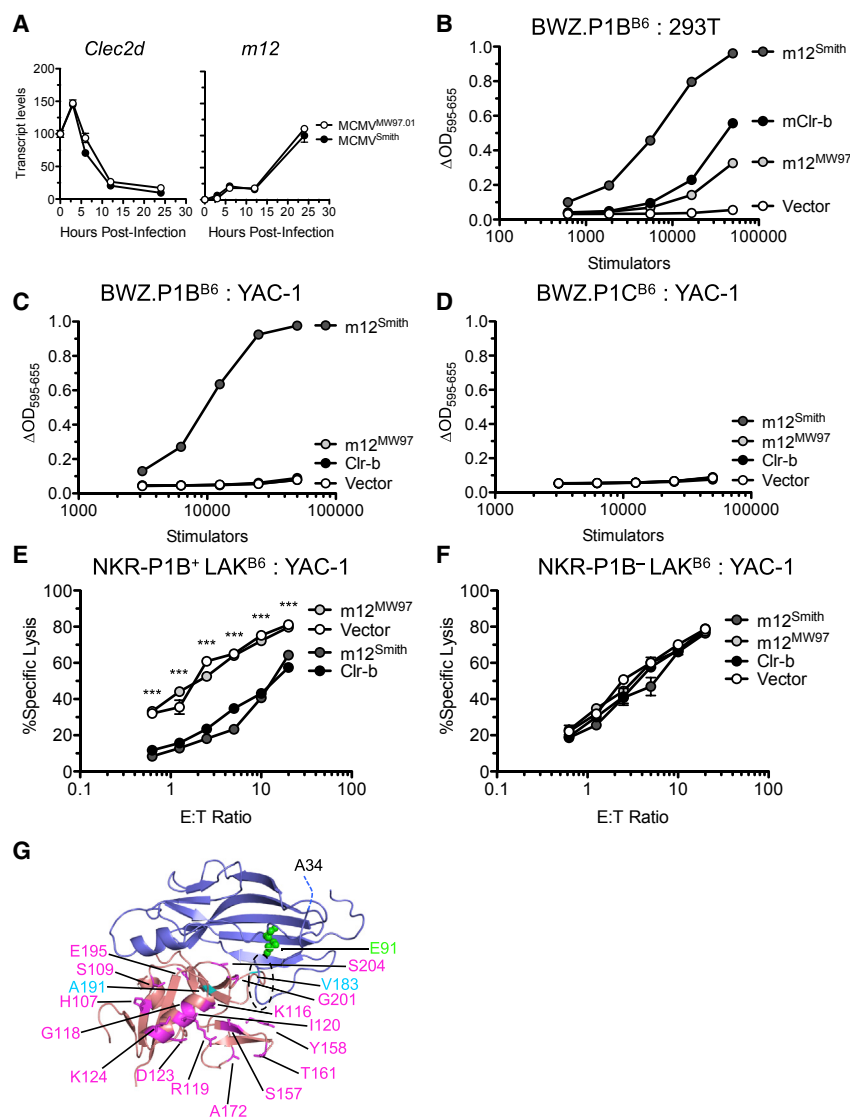 A
Clec2d
m12
Transcript levels
200
150
100
50
0
0 5 10 15 20 25 30
0 5 10 15 20 25 30
Hours Post-Infection
Hours Post-Infection
MCMV^MW97.01
MCMV^Smith
B
BWZ.P1B^B6 : 293T
ΔOD_595-655
1.0
0.8
0.6
0.4
0.2
0.0
100 1000 10000 100000
Stimulators
m12^Smith
mClr-b
m12^MW97
Vector
C
BWZ.P1B^B6 : YAC-1
ΔOD_595-655
1.0
0.8
0.6
0.4
0.2
0.0
1000 10000 100000
Stimulators
m12^Smith
m12^MW97
Clr-b
Vector
D
BWZ.P1C^B6 : YAC-1
ΔOD_595-655
1.0
0.8
0.6
0.4
0.2
0.0
1000 10000 100000
Stimulators
m12^Smith
m12^MW97
Clr-b
Vector
E
NKR-P1B⁺ LAK^B6 : YAC-1
%Specific Lysis
100
80
60
40
20
0
*** *** *** *** *** ***
0.1 1 10 100
E:T Ratio
m12^MW97
Vector
m12^Smith
Clr-b
F
NKR-P1B⁻ LAK^B6 : YAC-1
%Specific Lysis
100
80
60
40
20
0
0.1 1 10 100
E:T Ratio
m12^Smith
m12^MW97
Clr-b
Vector
G
A34
E91
E195
S204
S109
V183
A191
G201
H107
K116
G118
I120
Y158
K124
D123
T161
R119
S157
A172